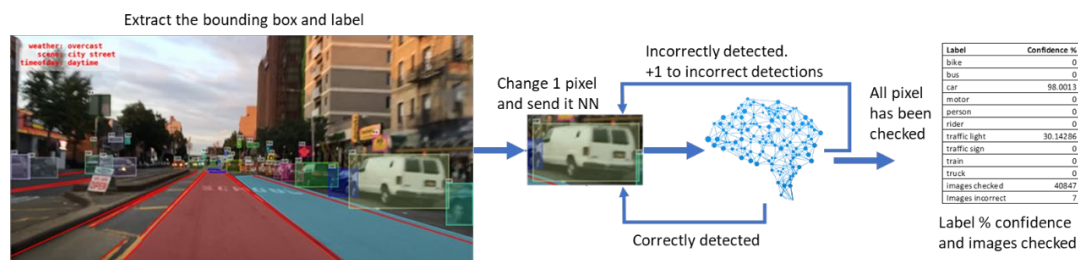 Extract the bounding box and label
weather: overcast
scene: city street
timeofday: daytime
OPEN
Change 1 pixel
and send it NN
Incorrectly detected.
+1 to incorrect detections
Correctly detected
All pixel
has been
checked
Label Confidence %
bike 0
bus 0
car 98.0013
motor 0
person 0
rider 0
traffic light 30.14286
traffic sign 0
train 0
truck 0
images checked 40847
Images incorrect 7
Label % confidence
and images checked